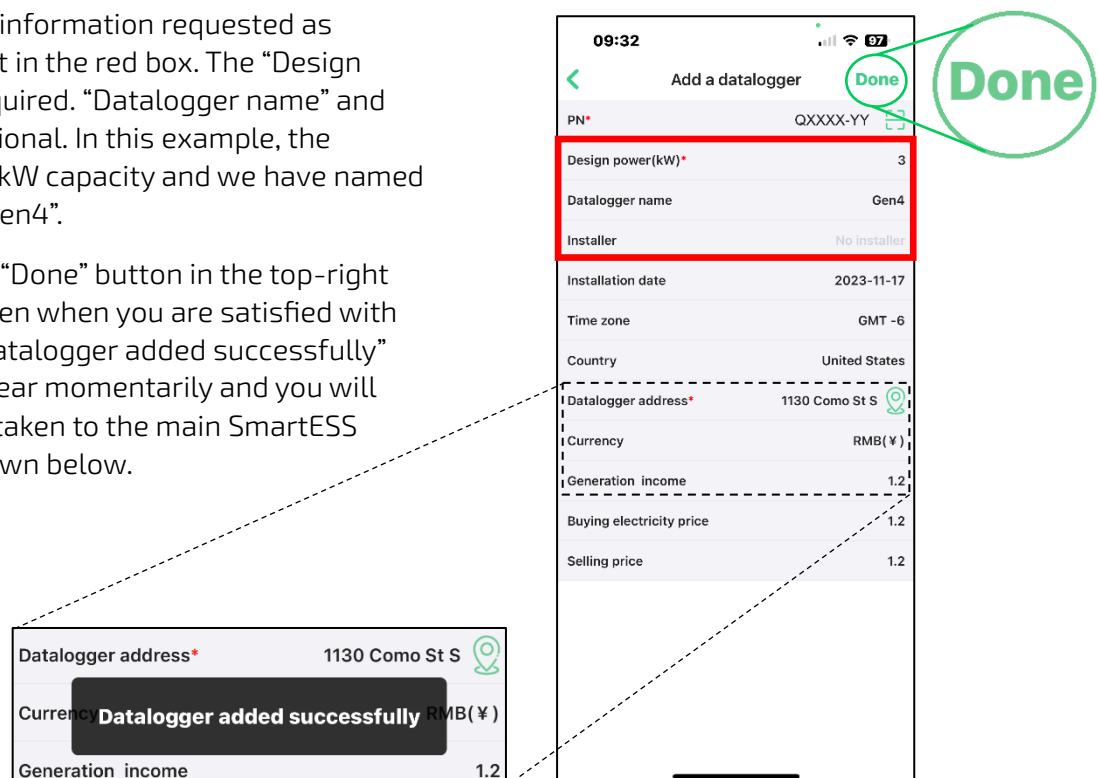 information requested as
t in the red box. The “Design
quired. “Datalogger name” and
ional. In this example, the
kW capacity and we have named
en4”.
“Done” button in the top-right
en when you are satisfied with
atalogger added successfully”
ear momentarily and you will
taken to the main SmartESS
wn below.
09:32
97
Add a datalogger
Done
Done
PN*
QXXXX-YY
Design power(kW)*
3
Datalogger name
Gen4
Installer
No installer
Installation date
2023-11-17
Time zone
GMT -6
Country
United States
Datalogger address*
1130 Como St S
Currency
RMB(¥)
Generation income
1.2
Buying electricity price
1.2
Selling price
1.2
Datalogger address*
1130 Como St S
Curren
Datalogger added successfully
MB(¥)
Generation income
1.2